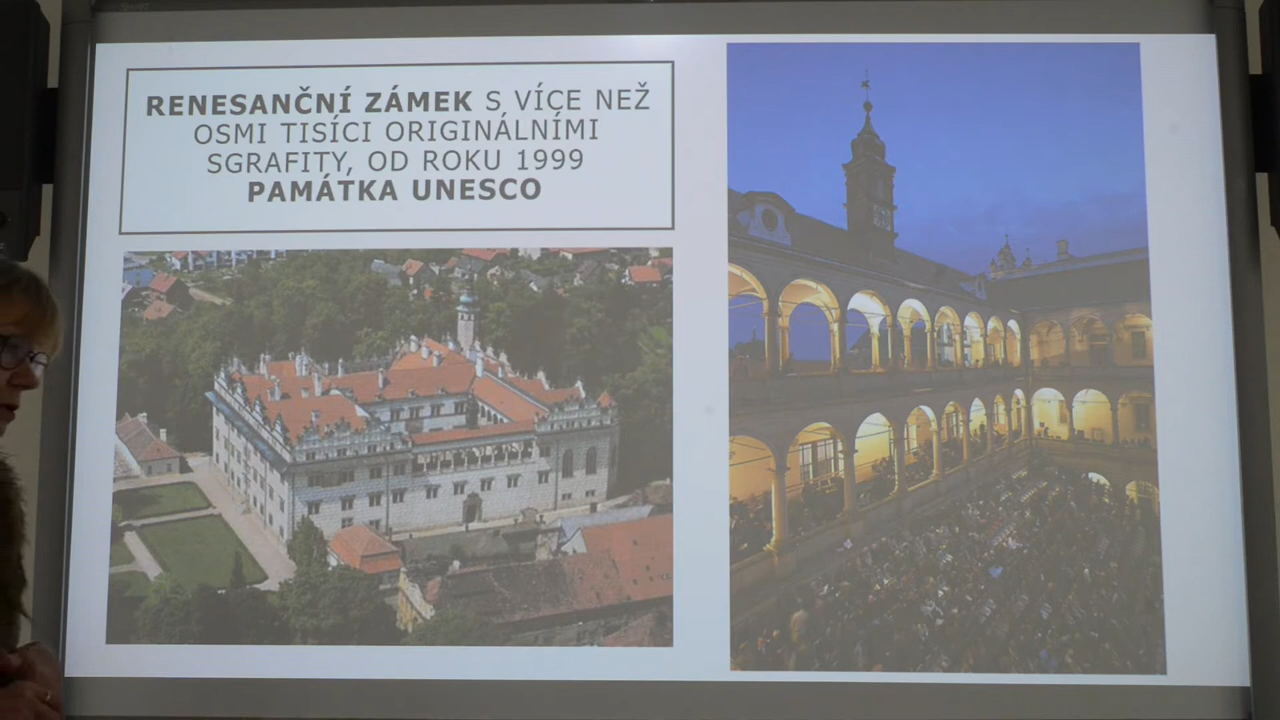 RENESANČNÍ ZÁMEK S VÍCE NEŽ
OSMI TISÍCI ORIGINÁLNÍMI
SGRAFITY, OD ROKU 1999
PAMÁTKA UNESCO